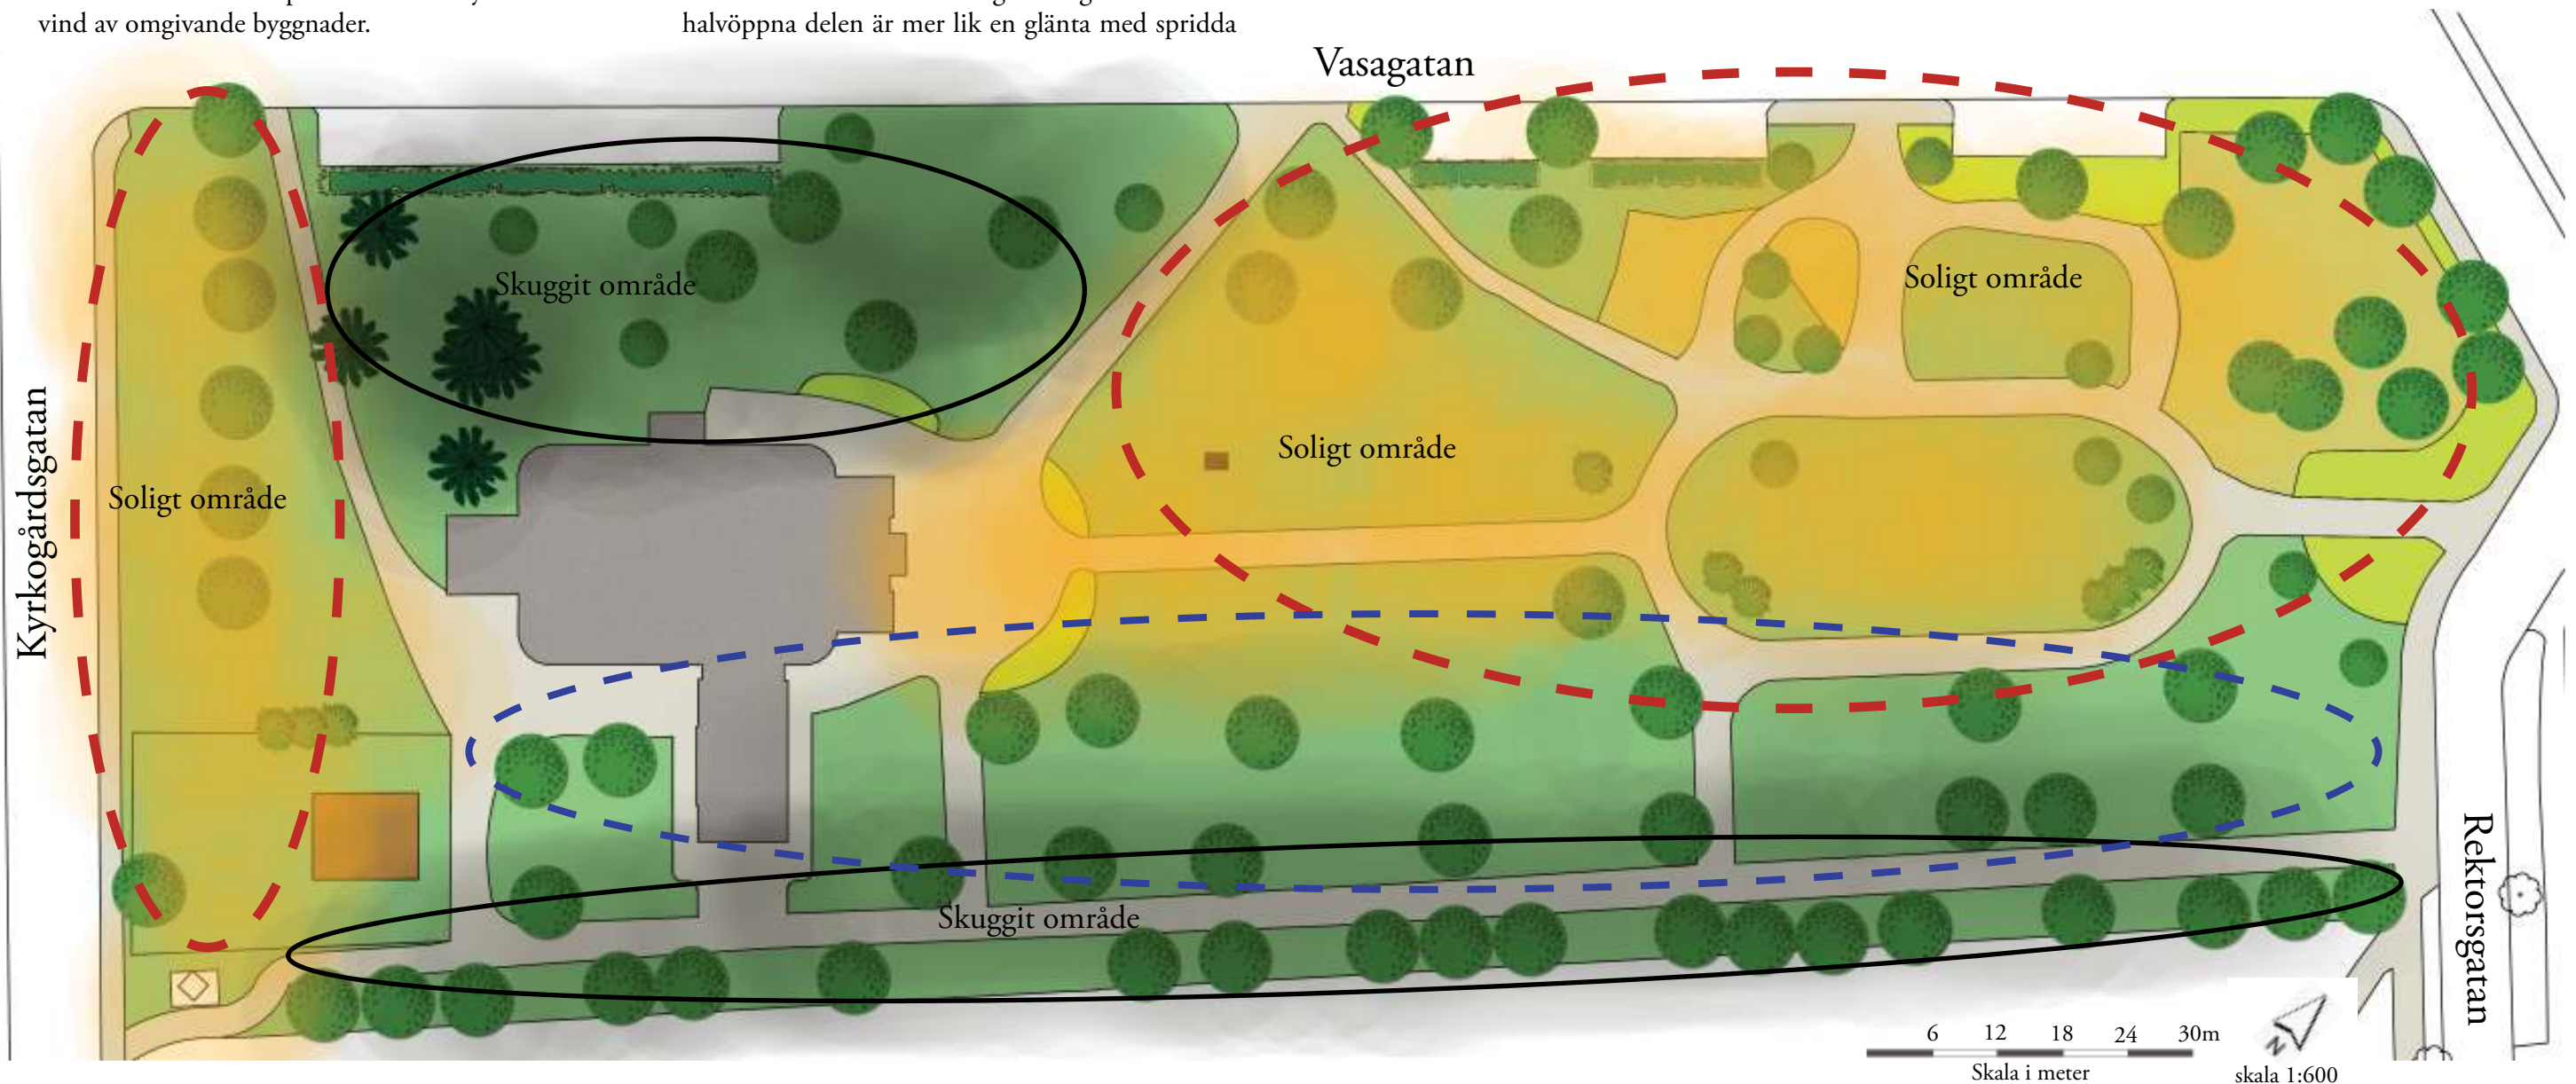 vind av omgivande byggnader.
halvöppna delen är mer lik en glänta med spridda
Vasagatan
Skuggit område
Soligt område
Soligt område
Soligt område
Kyrkogårdsgatan
Skuggit område
Rektorsgatan
6 12 18 24 30m
Skala i meter
N
skala 1:600